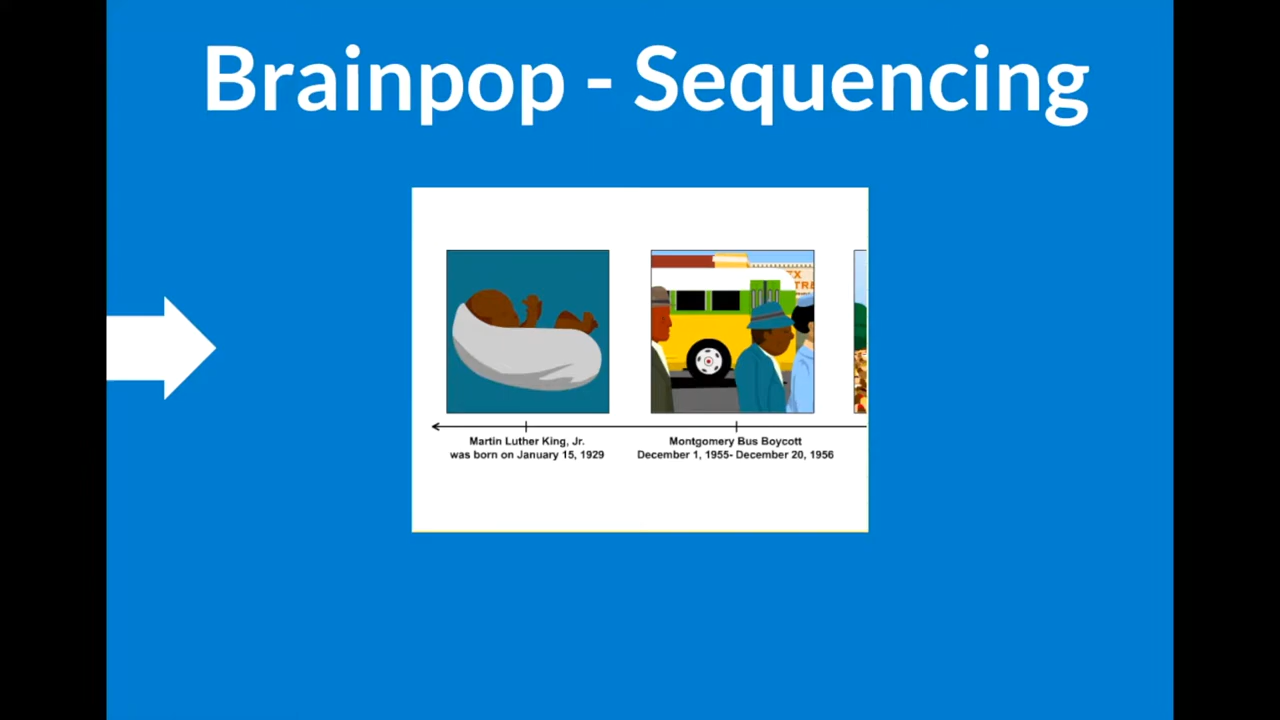 Brainpop - Sequencing
Martin Luther King, Jr.
was born on January 15, 1929
Montgomery Bus Boycott
December 1, 1955- December 20, 1956